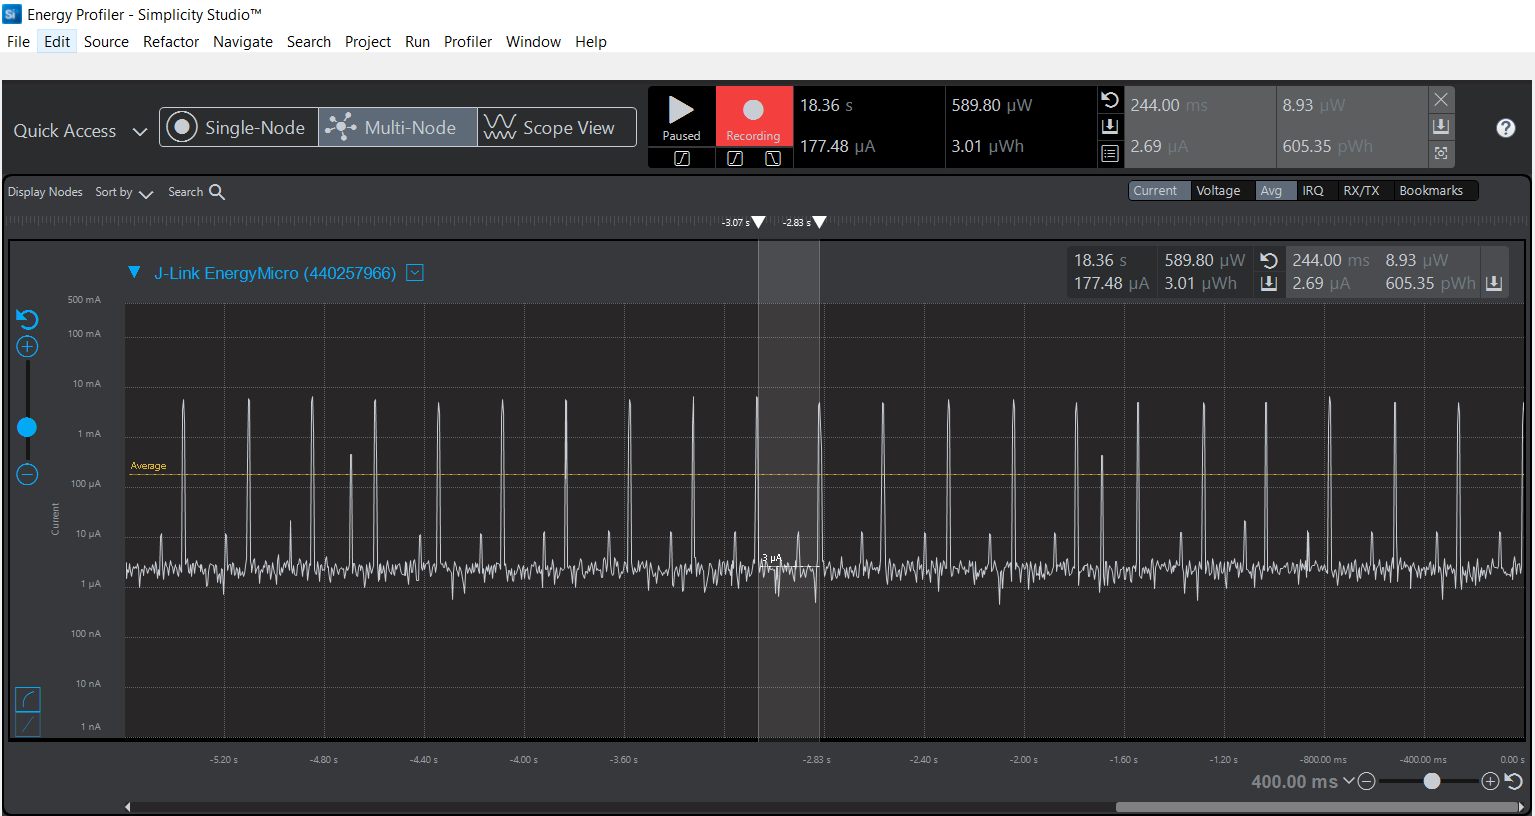 Si Energy Profiler - Simplicity Studio™
File Edit Source Refactor Navigate Search Project Run Profiler Window Help
Quick Access Single-Node Multi-Node Scope View
Paused Recording
18.36 s 589.80 µW 244.00 ms 8.93 µW
177.48 µA 3.01 µWh 2.69 µA 605.35 pWh
?
Display Nodes Sort by Search
Current Voltage Avg IRQ RX/TX Bookmarks
-3.07 s -2.83 s
J-Link EnergyMicro (440257966)
18.36 s 589.80 µW 244.00 ms 8.93 µW
177.48 µA 3.01 µWh 2.69 µA 605.35 pWh
500 mA
100 mA
10 mA
1 mA
Average
100 µA
Current
10 µA
3 µA
1 µA
100 nA
10 nA
1 nA
-5.20 s -4.80 s -4.40 s -4.00 s -3.60 s -2.83 s -2.40 s -2.00 s -1.60 s -1.20 s -800.00 ms -400.00 ms 0.00 s
400.00 ms